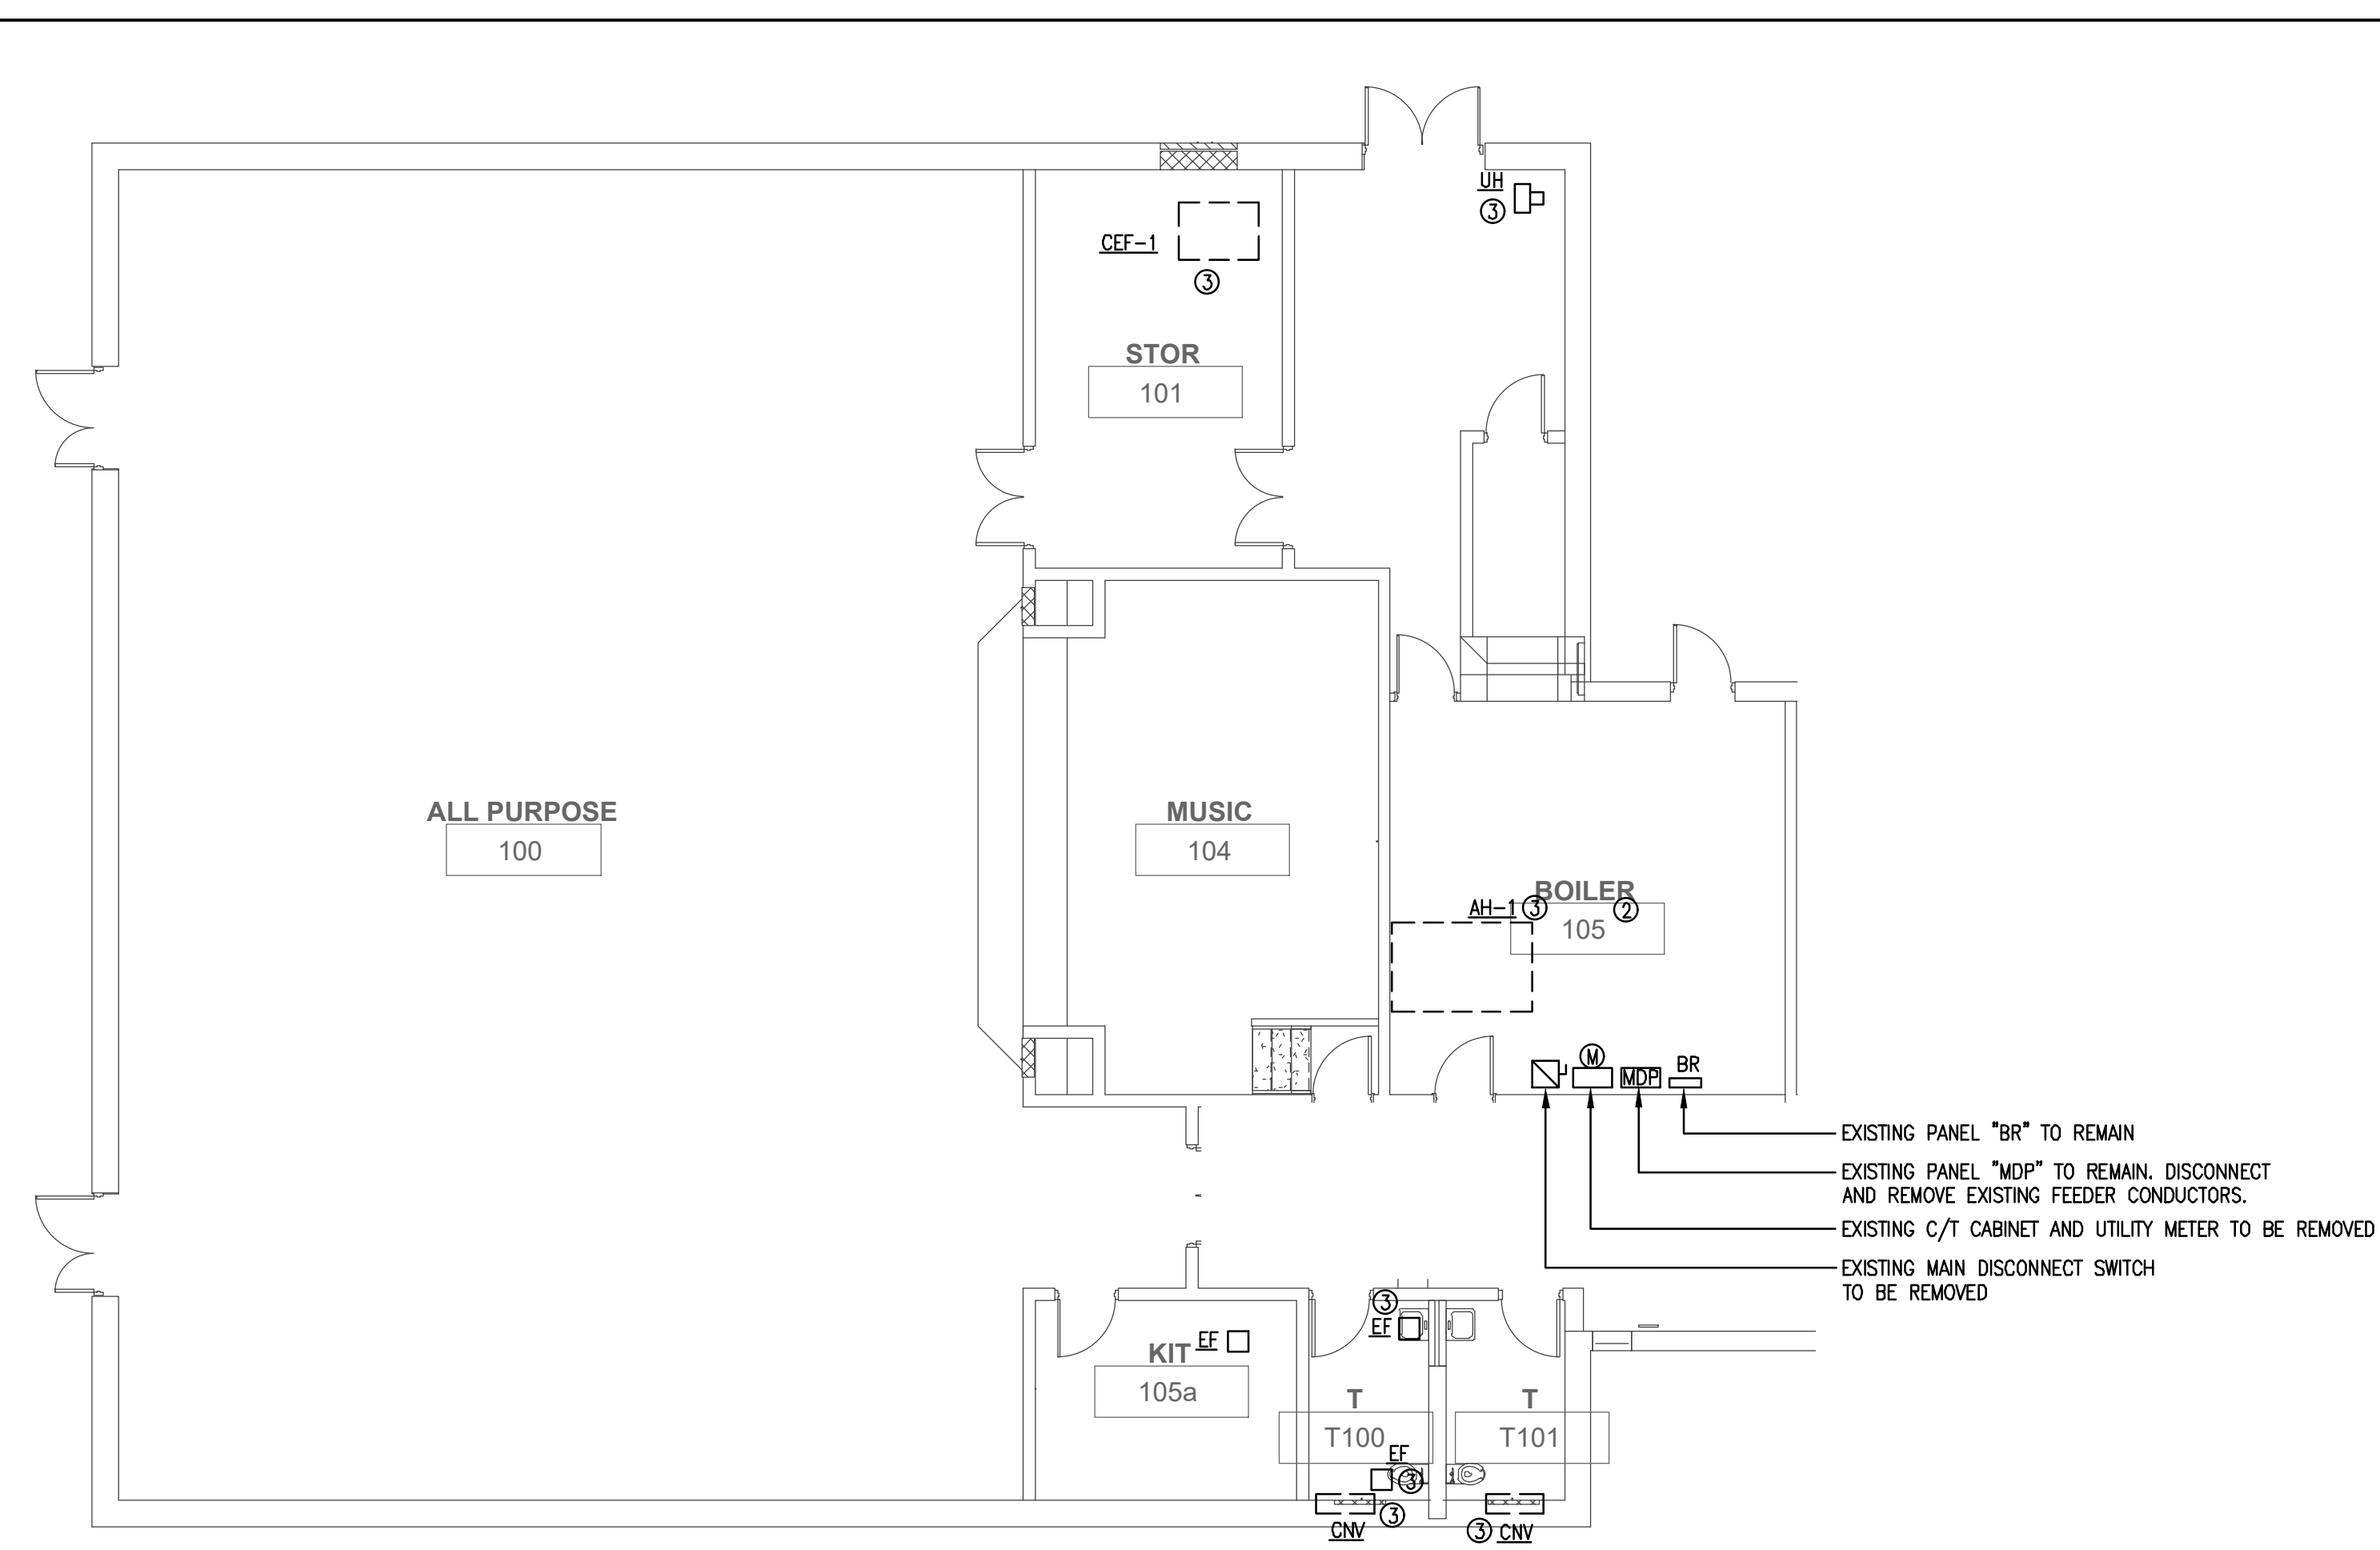 UH
3
CEF-1
3
STOR
101
ALL PURPOSE
100
MUSIC
104
BOILER
AH-1 3
2
105
M
BR
MDP
EXISTING PANEL "BR" TO REMAIN
EXISTING PANEL "MDP" TO REMAIN. DISCONNECT
AND REMOVE EXISTING FEEDER CONDUCTORS.
EXISTING C/T CABINET AND UTILITY METER TO BE REMOVED
EXISTING MAIN DISCONNECT SWITCH
TO BE REMOVED
3
EF
EF
KIT
105a
T
T100
T
T101
EF
3
3
CNV
3 CNV